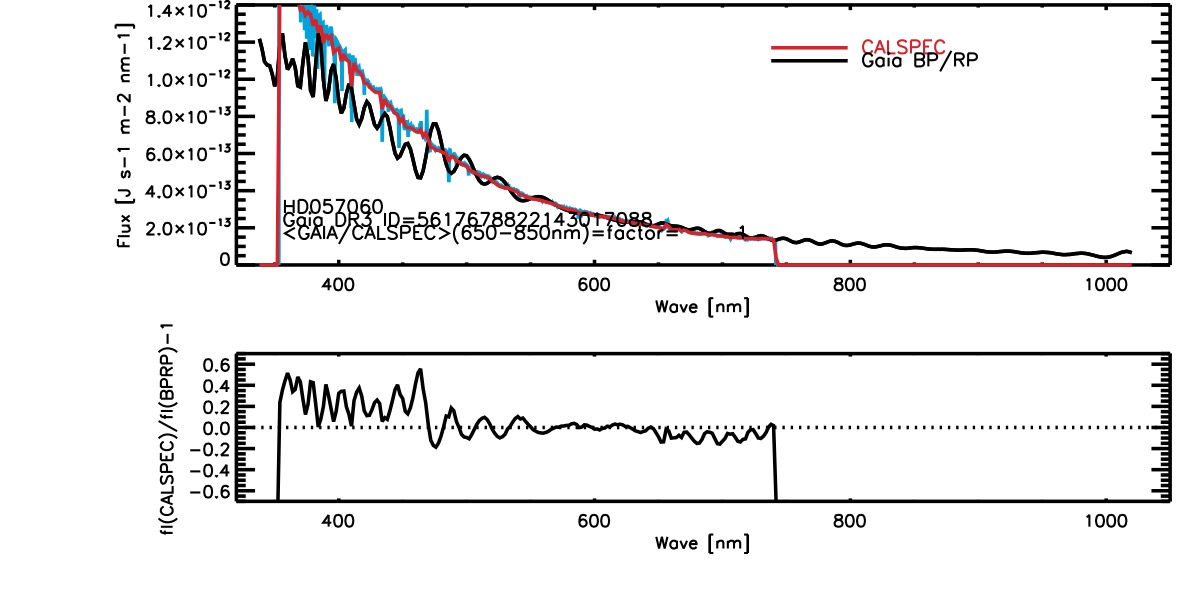 1.4×10⁻¹²
1.2×10⁻¹²
1.0×10⁻¹²
8.0×10⁻¹³
6.0×10⁻¹³
4.0×10⁻¹³
2.0×10⁻¹³
0
Flux [J s−1 m−2 nm−1]
CALSPEC
Gaia BP/RP
HD057060
Gaia DR3 ID=5617678822143017088
<GAIA/CALSPEC>(650−850nm)=factor= 1
400 600 800 1000
Wave [nm]
fl(CALSPEC)/fl(BPRP)−1
0.6
0.4
0.2
0.0
−0.2
−0.4
−0.6
400 600 800 1000
Wave [nm]